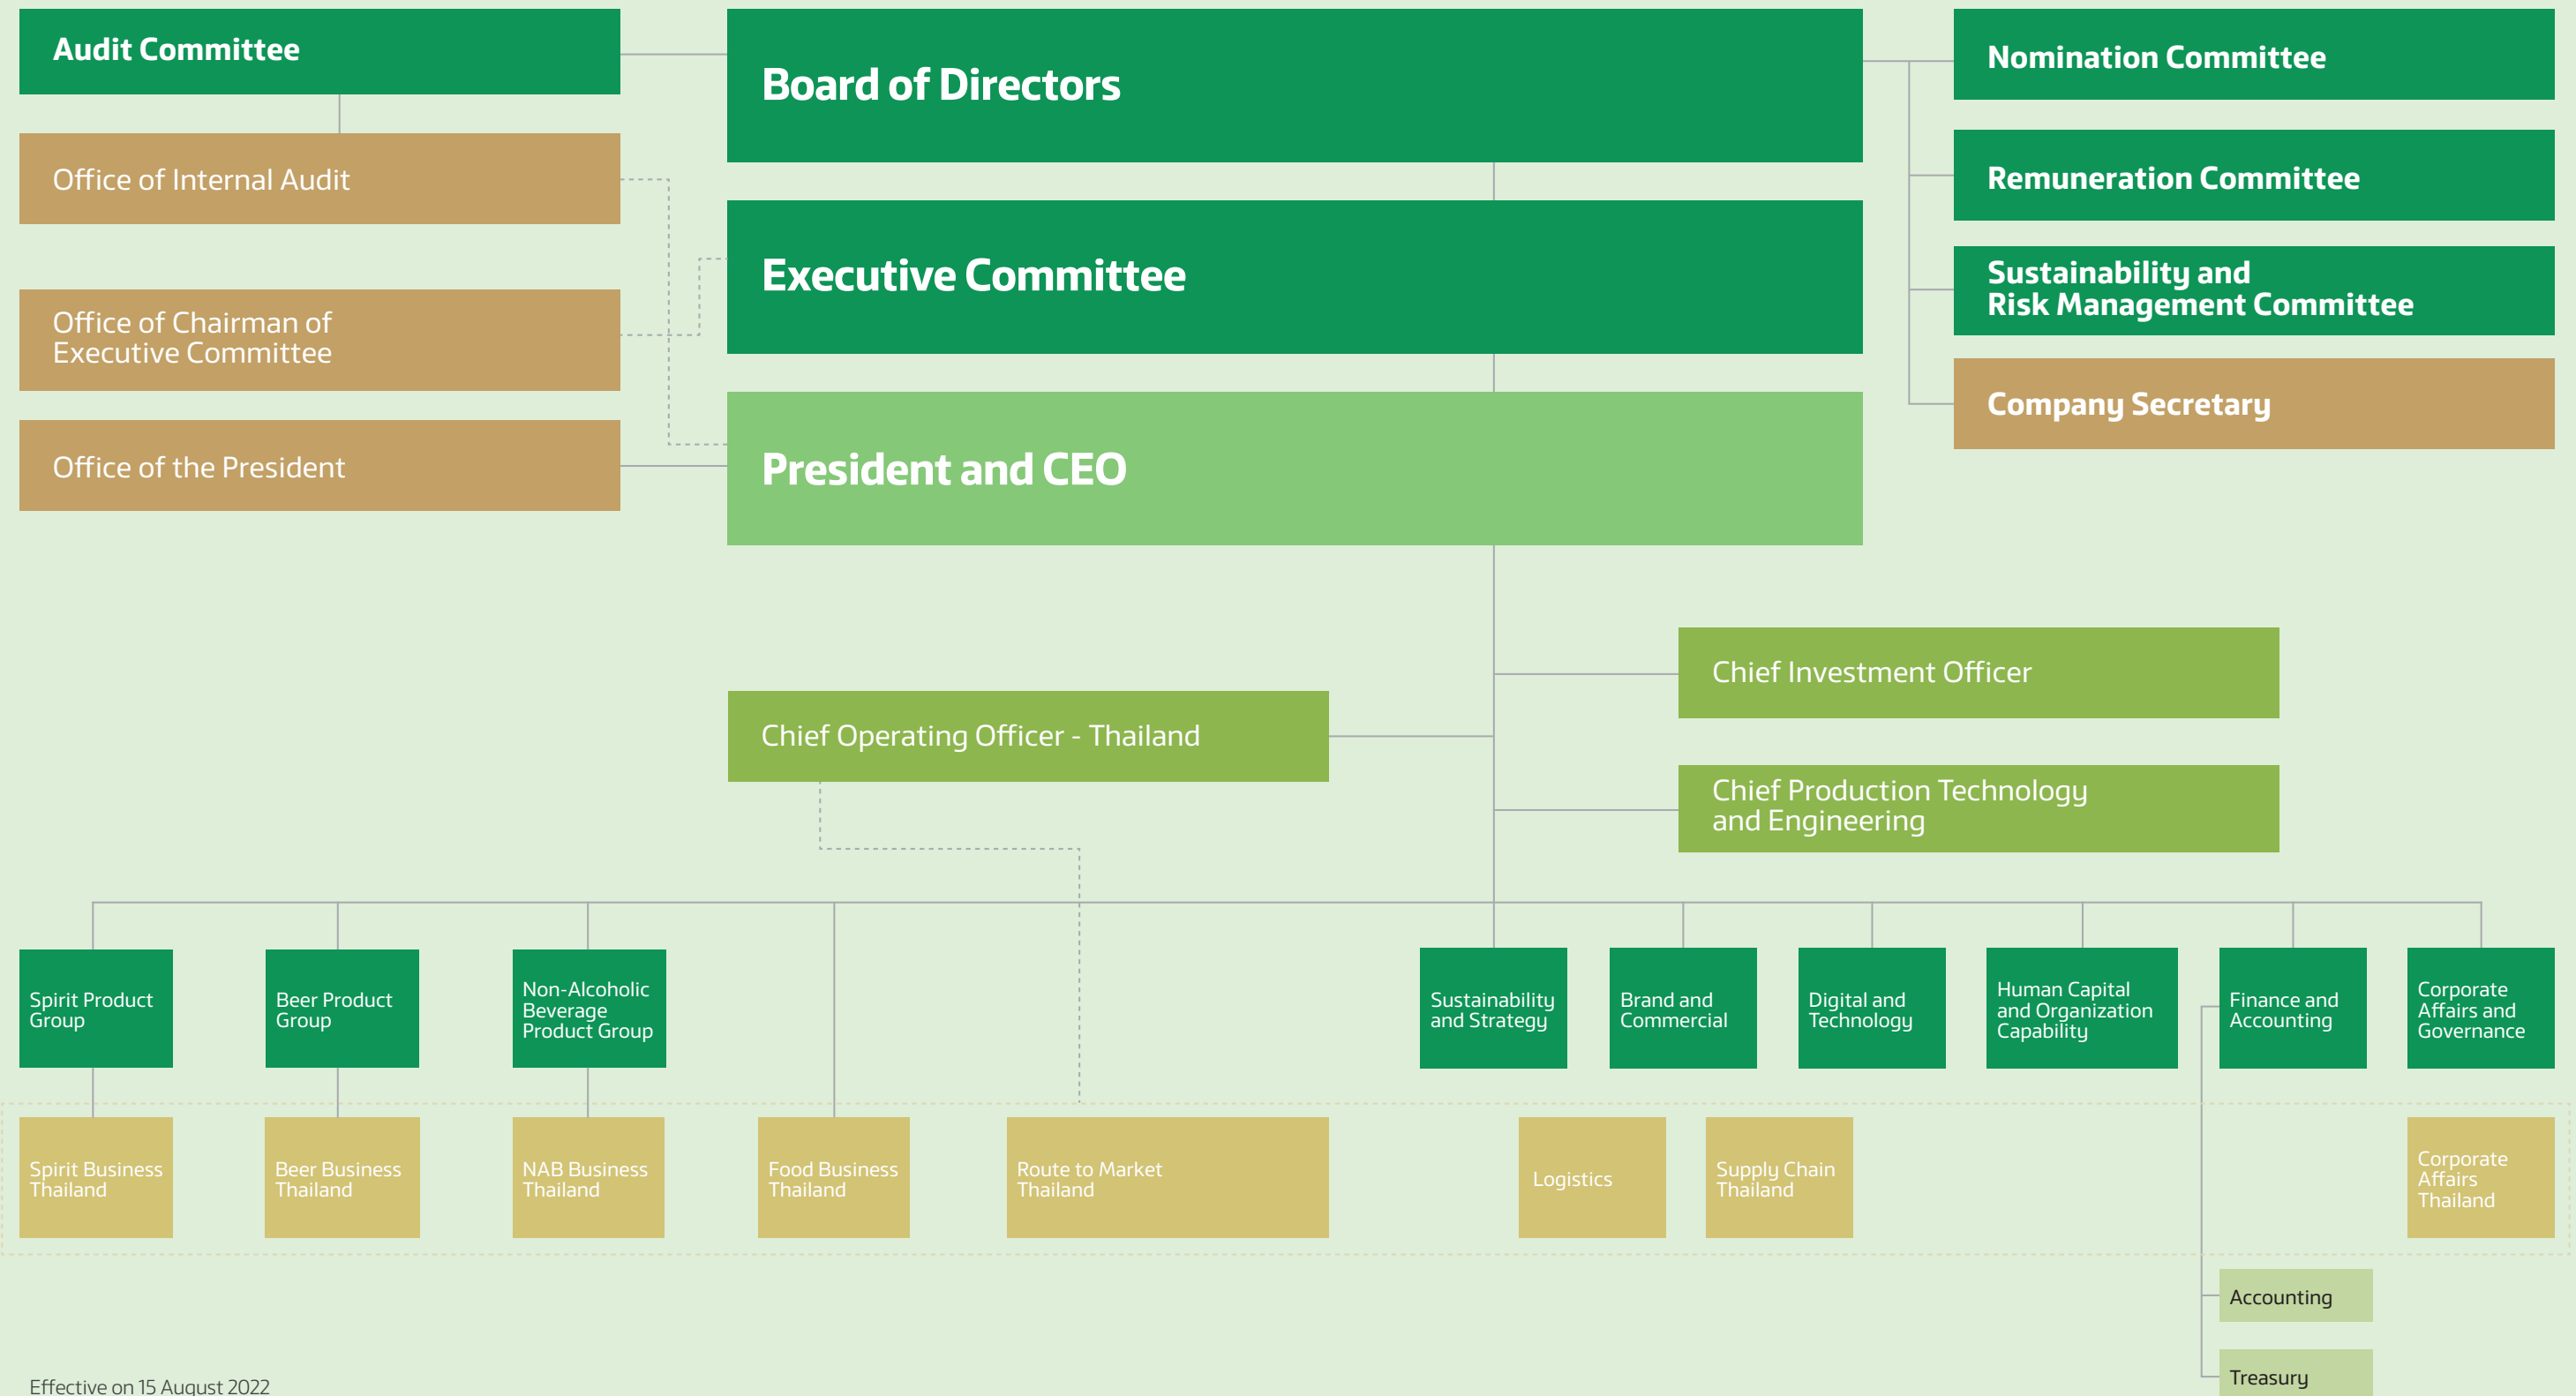 Audit Committee
Board of Directors
Nomination Committee
Office of Internal Audit
Remuneration Committee
Executive Committee
Sustainability and
Risk Management Committee
Office of Chairman of
Executive Committee
Company Secretary
Office of the President
President and CEO
Chief Investment Officer
Chief Operating Officer - Thailand
Chief Production Technology
and Engineering
Spirit Product
Group
Beer Product
Group
Non-Alcoholic
Beverage
Product Group
Sustainability
and Strategy
Brand and
Commercial
Digital and
Technology
Human Capital
and Organization
Capability
Finance and
Accounting
Corporate
Affairs and
Governance
Spirit Business
Thailand
Beer Business
Thailand
NAB Business
Thailand
Food Business
Thailand
Route to Market
Thailand
Logistics
Supply Chain
Thailand
Corporate
Affairs
Thailand
Accounting
Treasury
Effective on 15 August 2022